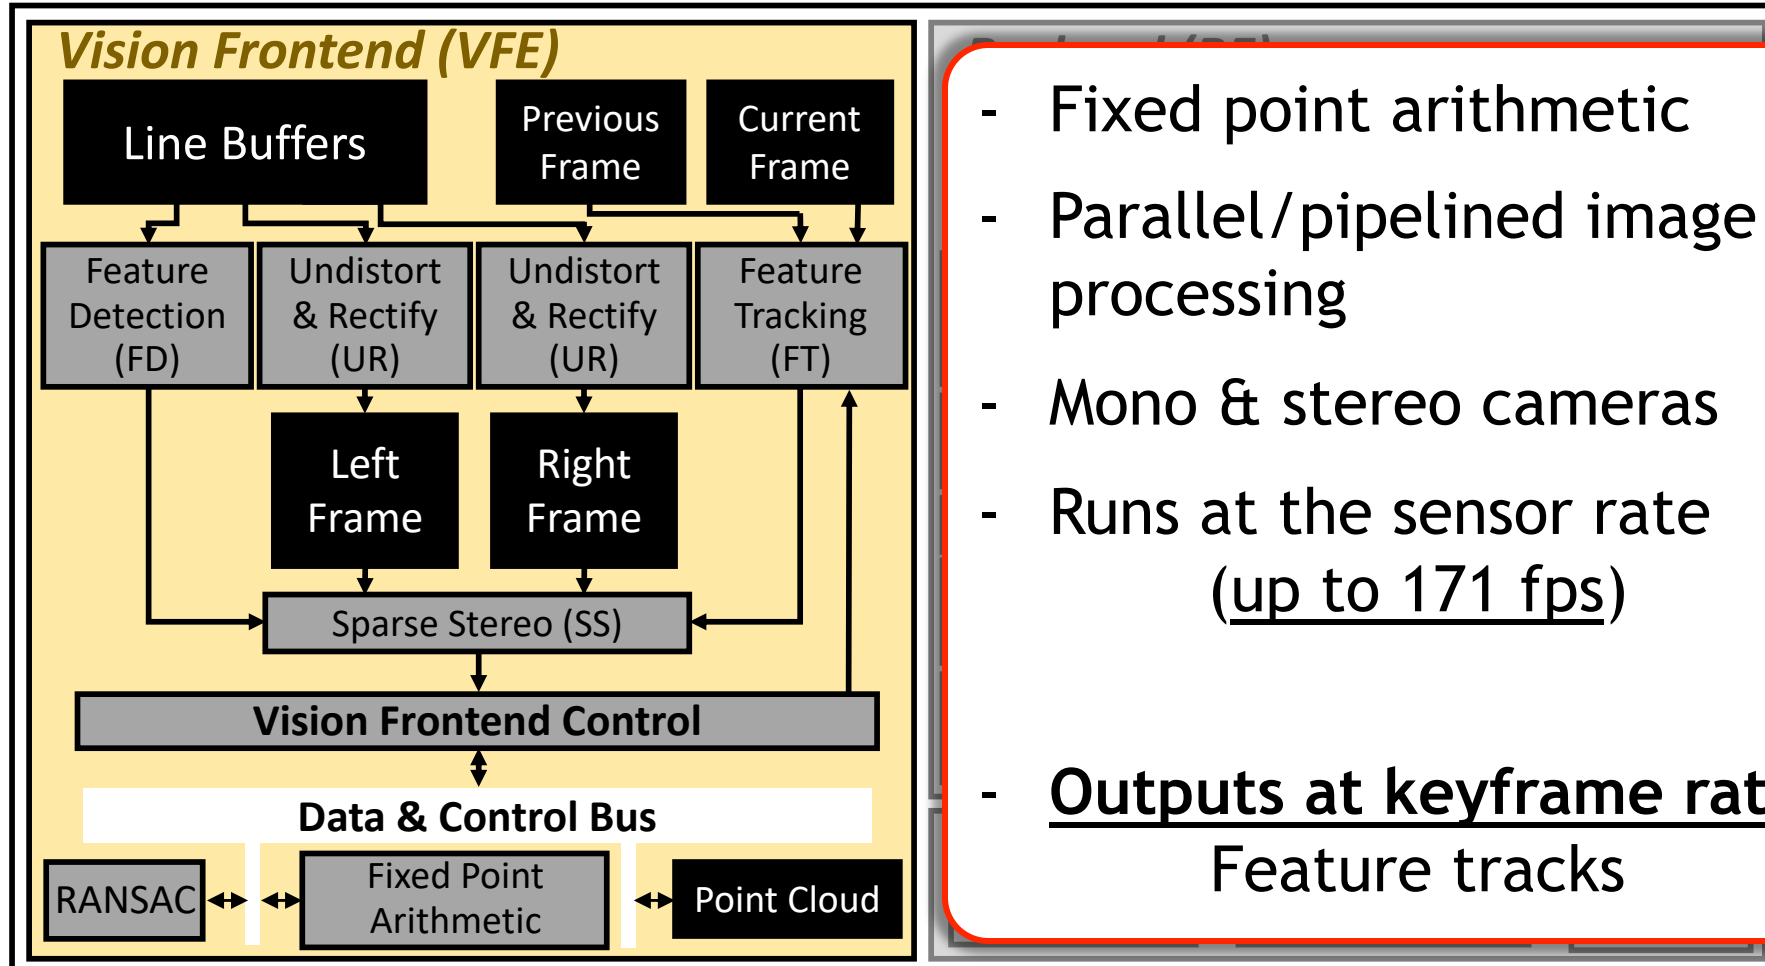 Vision Frontend (VFE)
Line Buffers
Previous
Frame
Current
Frame
Feature
Detection
(FD)
Undistort
& Rectify
(UR)
Undistort
& Rectify
(UR)
Feature
Tracking
(FT)
Left
Frame
Right
Frame
Sparse Stereo (SS)
Vision Frontend Control
Data & Control Bus
RANSAC
Fixed Point
Arithmetic
Point Cloud
- Fixed point arithmetic
- Parallel/pipelined image
processing
- Mono & stereo cameras
- Runs at the sensor rate
(up to 171 fps)
- Outputs at keyframe rat
Feature tracks